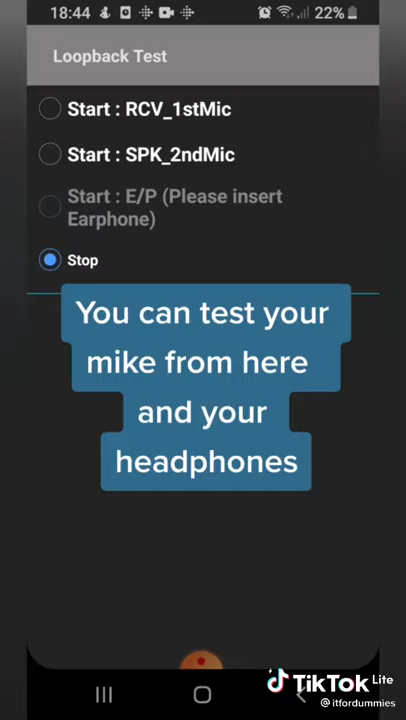 18:44
22%
Loopback Test
Start : RCV_1stMic
Start : SPK_2ndMic
Start : E/P (Please insert
Earphone)
Stop
You can test your
mike from here
and your
headphones
TikTok Lite
@itfordummies